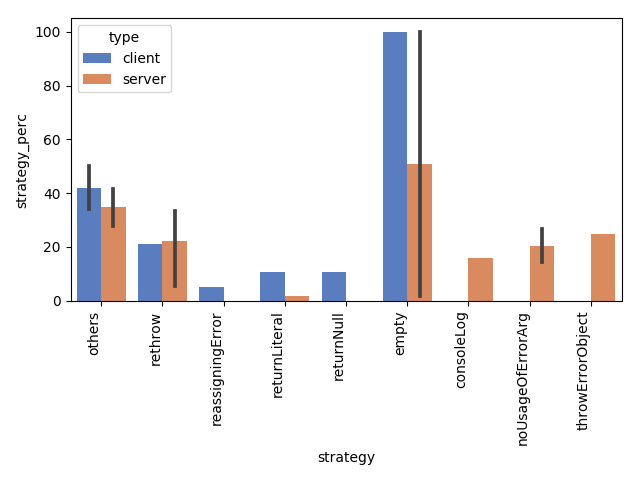 type
client
server
strategy_perc
100
80
60
40
20
0
others
rethrow
reassigningError
returnLiteral
returnNull
empty
consoleLog
noUsageOfErrorArg
throwErrorObject
strategy